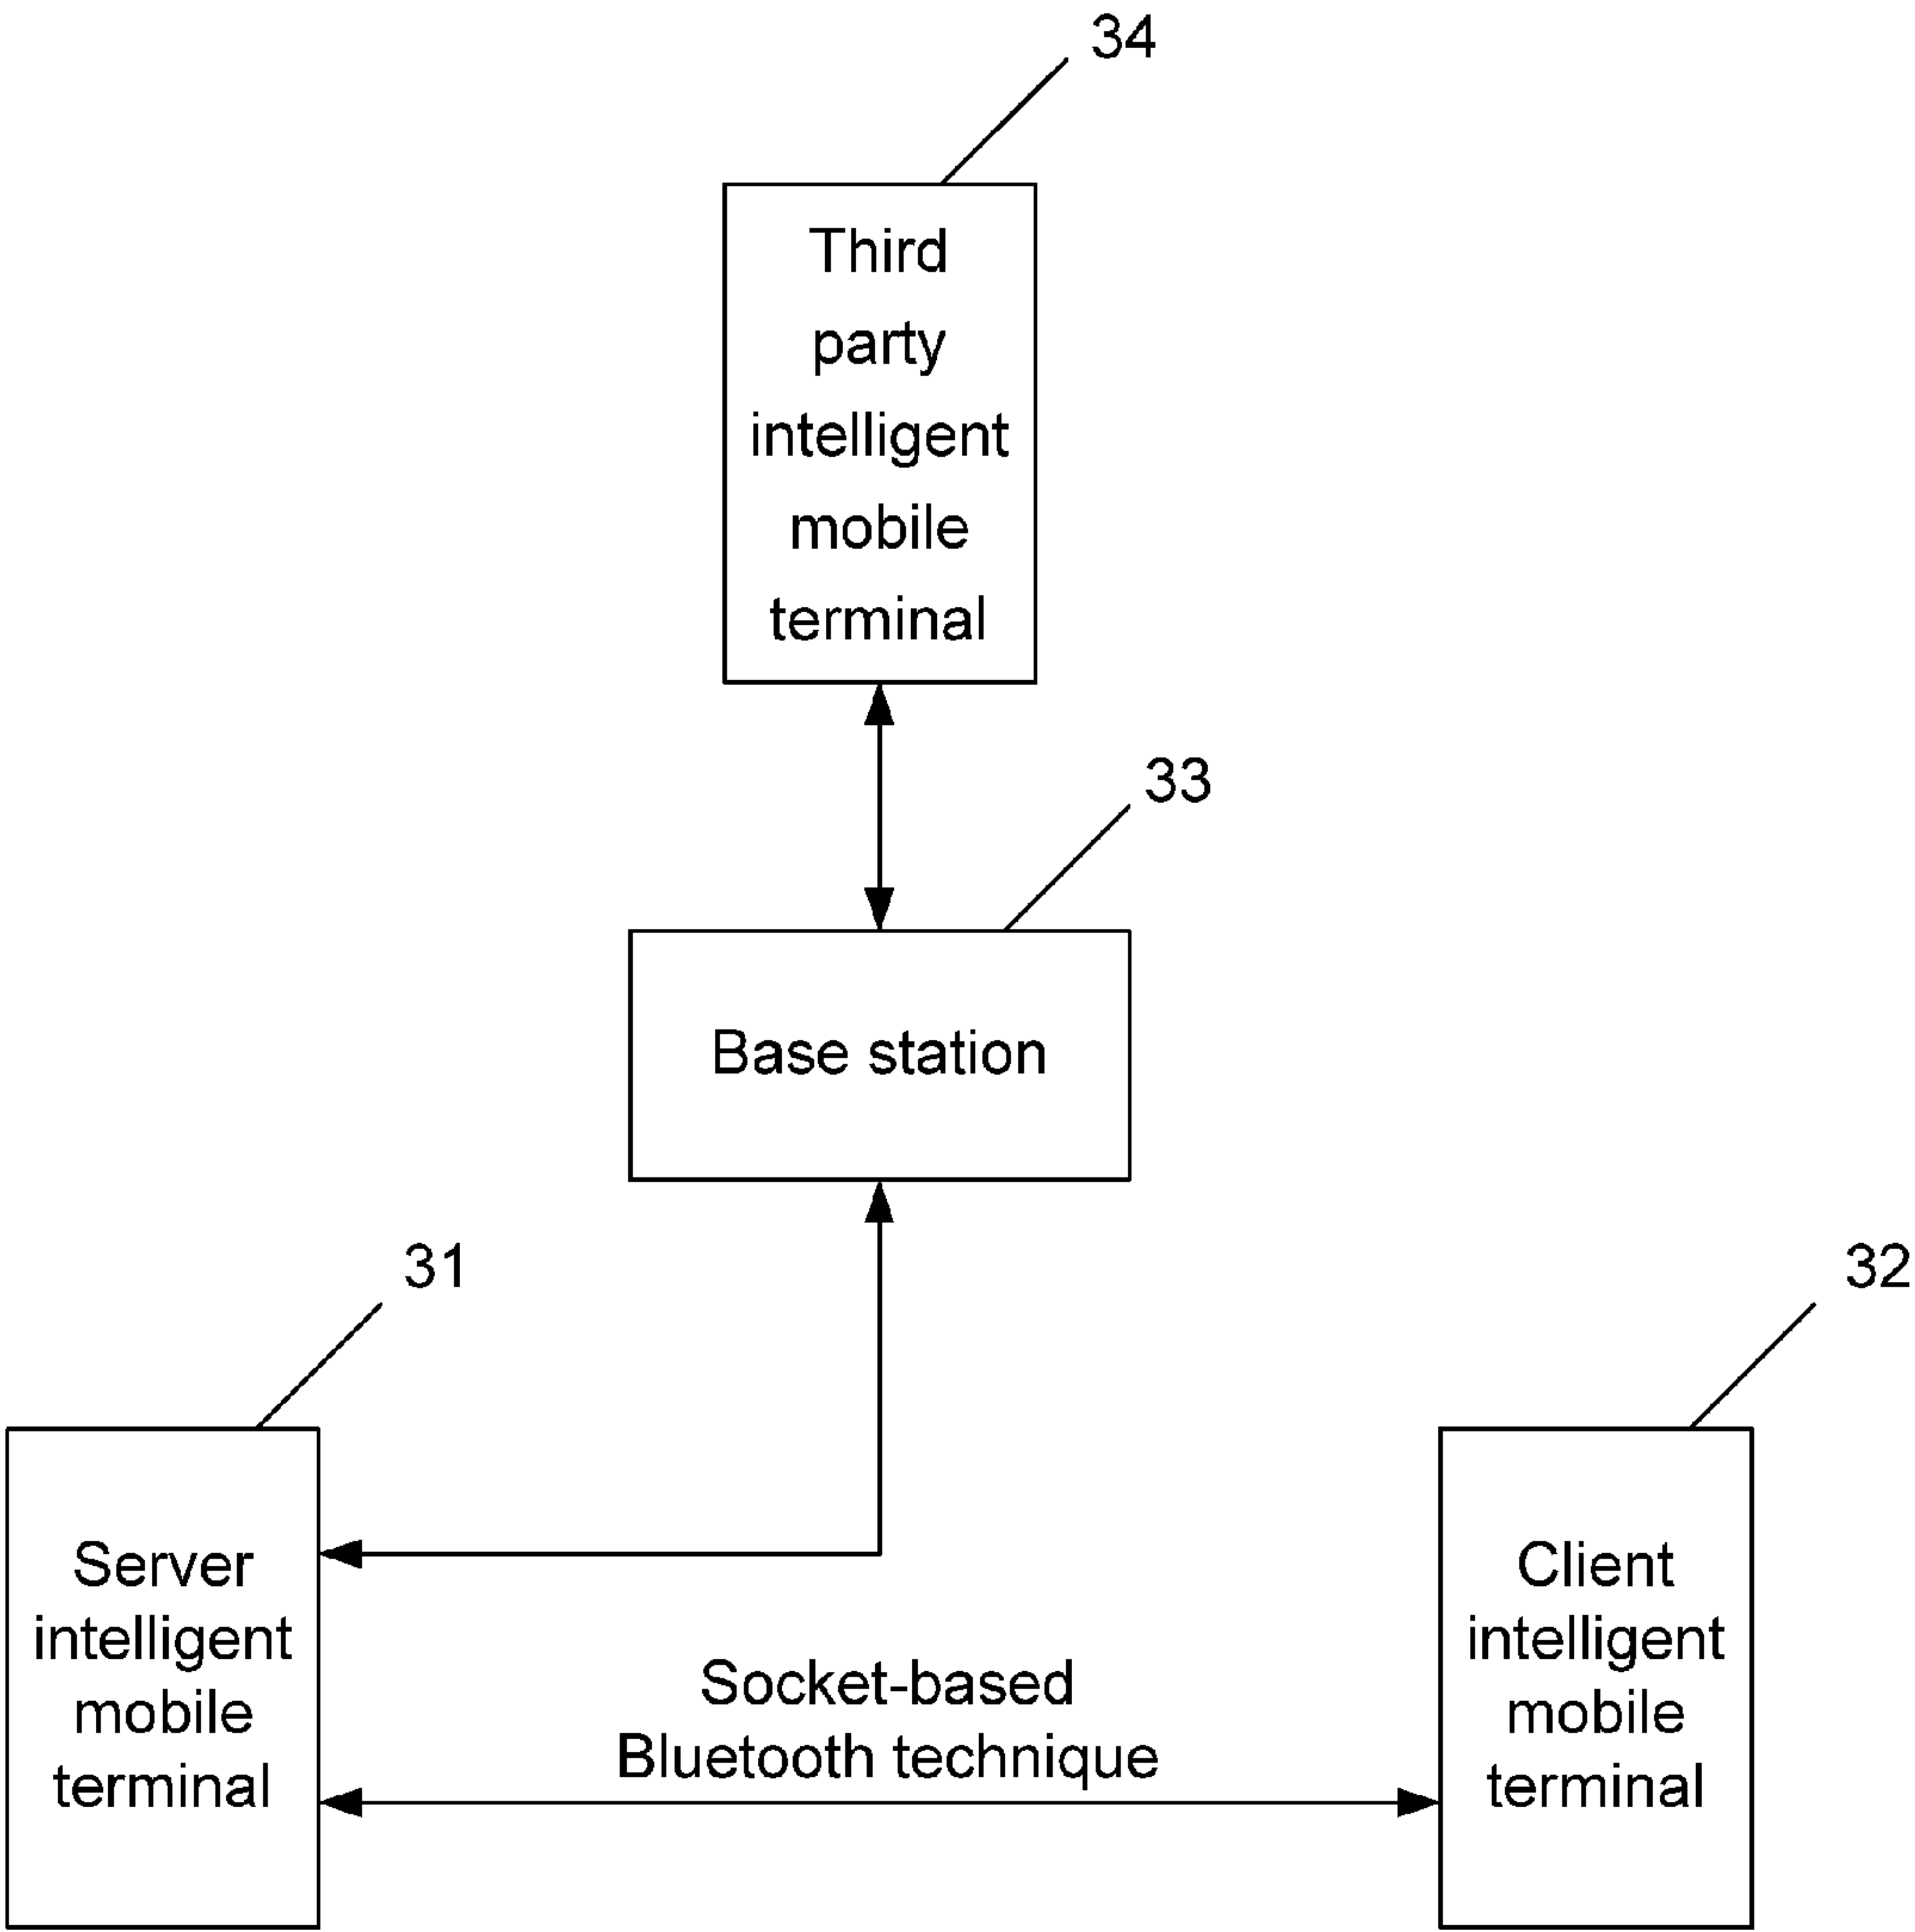 34
Third
party
intelligent
mobile
terminal
33
Base station
31
32
Server
intelligent
mobile
terminal
Socket-based
Bluetooth technique
Client
intelligent
mobile
terminal